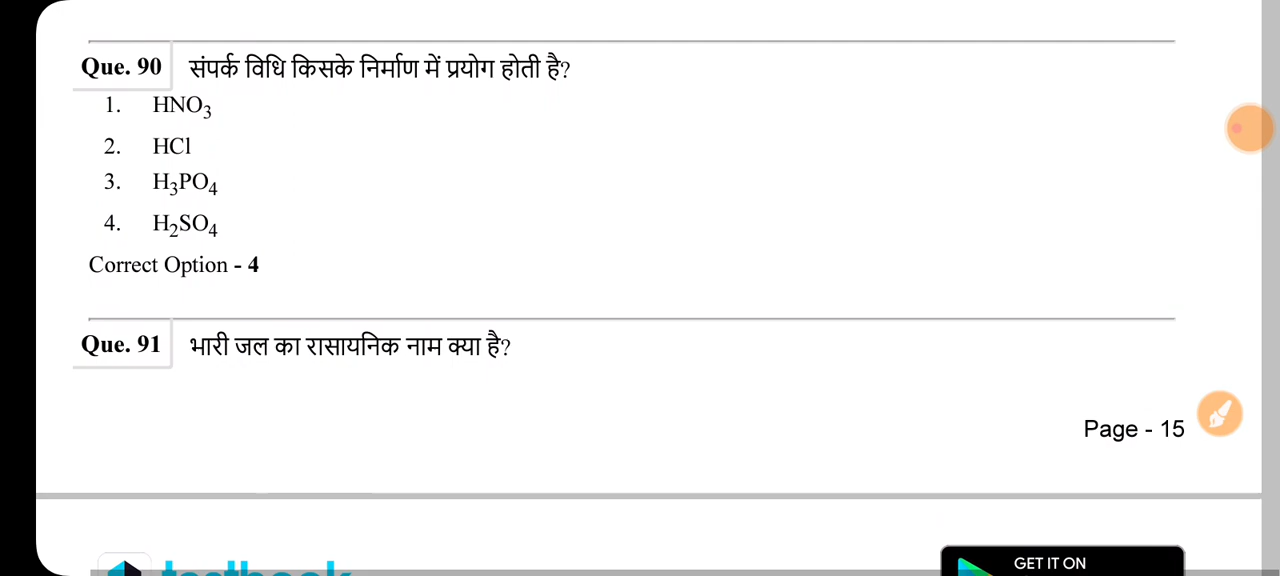 Que. 90 संपर्क विधि किसके निर्माण में प्रयोग होती है?
1. HNO₃
2. HCl
3. H₃PO₄
4. H₂SO₄
Correct Option - 4
Que. 91 भारी जल का रासायनिक नाम क्या है?
Page - 15
testbook
GET IT ON